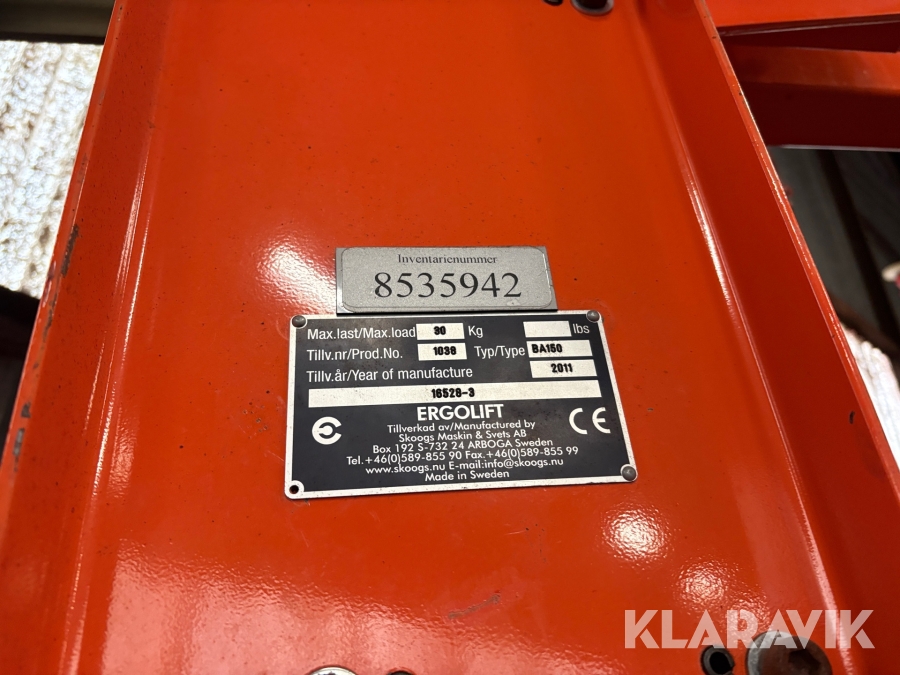 Inventarienummer
8535942
Max.last/Max.load 30 Kg lbs
Tillv.nr/Prod.No. 1038 Typ/Type BA150
Tillv.år/Year of manufacture 2011
16528-3
ERGOLIFT
Tillverkad av/Manufactured by
Skoogs Maskin & Svets AB
Box 192 S-732 24 ARBOGA Sweden
Tel.+46(0)589-855 90 Fax.+46(0)589-855 99
www.skoogs.nu E-mail:info@skoogs.nu
Made in Sweden
CE
KLARAVIK